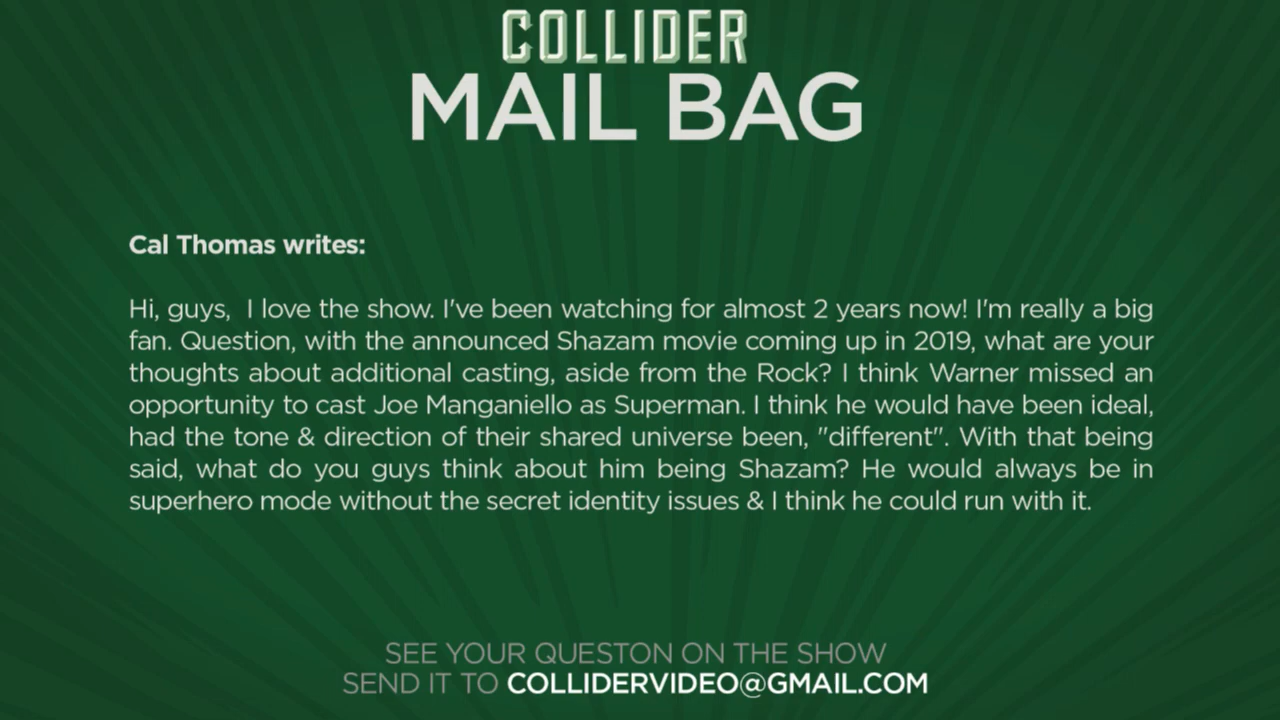 COLLIDER
MAIL BAG
Cal Thomas writes:
Hi, guys,  I love the show. I've been watching for almost 2 years now! I'm really a big
fan. Question, with the announced Shazam movie coming up in 2019, what are your
thoughts about additional casting, aside from the Rock? I think Warner missed an
opportunity to cast Joe Manganiello as Superman. I think he would have been ideal,
had the tone & direction of their shared universe been, "different". With that being
said, what do you guys think about him being Shazam? He would always be in
superhero mode without the secret identity issues & I think he could run with it.
SEE YOUR QUESTON ON THE SHOW
SEND IT TO COLLIDERVIDEO@GMAIL.COM